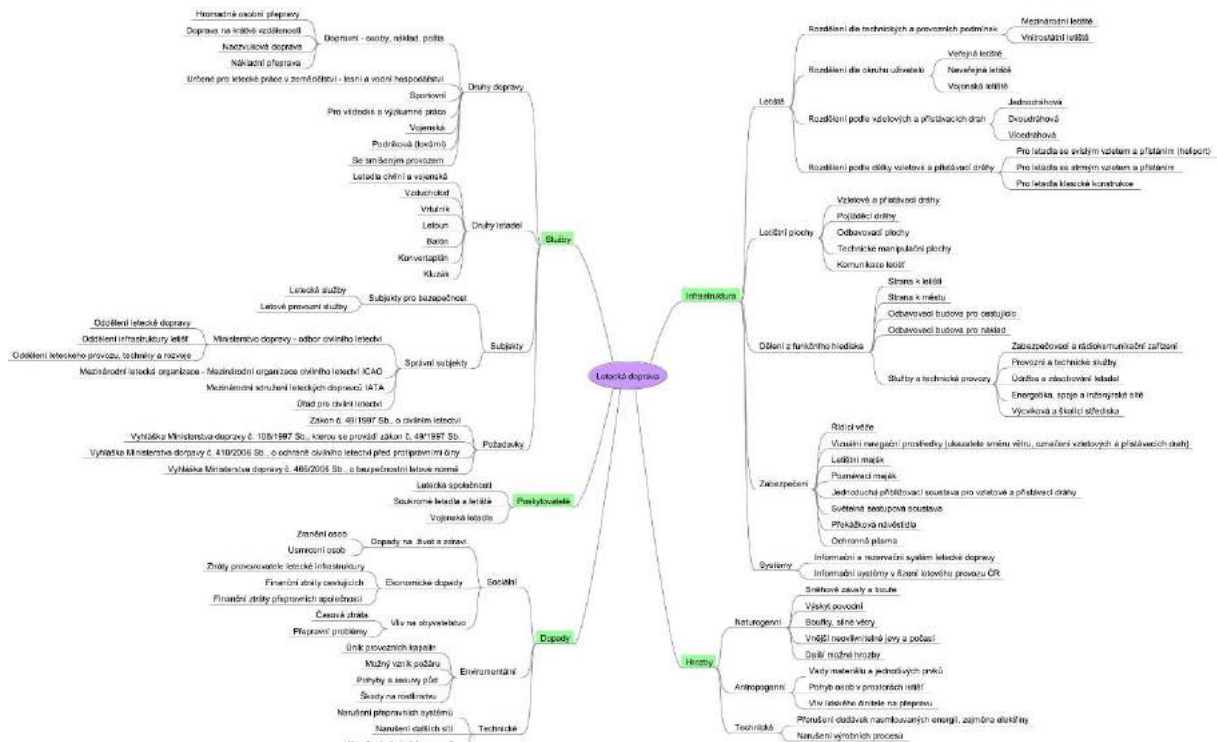 Hromadné osobní přepravy
Doprava na krátké vzdálenosti
Nadzvuková doprava
Nákladní přeprava
Dopravní - osoby, náklad, pošta
Určené pro letecké práce v zemědělství - lesní a vodní hospodářství
Sportovní
Pro vědecké a výzkumné práce
Vojenská
Podniková (tovární)
Se smíšeným provozem
Druhy dopravy
Letadla civilní a vojenská
Vzducholoď
Vrtulník
Letoun
Balón
Konvertoplán
Kluzák
Druhy letadel
Služby
Letecké služby
Letové provozní služby
Subjekty pro bezpečnost
Oddělení letecké dopravy
Oddělení infrastruktury letišť
Oddělení leteckého provozu, techniky a rozvoje
Ministerstvo dopravy - odbor civilního letectví
Mezinárodní letecká organizace - Mezinárodní organizace civilního letectví ICAO
Mezinárodní sdružení leteckých dopravců IATA
Úřad pro civilní letectví
Správní subjekty
Subjekty
Zákon č. 49/1997 Sb., o civilním letectví
Vyhláška Ministerstva dopravy č. 108/1997 Sb., kterou se provádí zákon č. 49/1997 Sb.
Vyhláška Ministerstva dopravy č. 410/2006 Sb., o ochraně civilního letectví před protiprávními činy
Vyhláška Ministerstva dopravy č. 466/2006 Sb., o bezpečnostní letové normě
Požadavky
Letecké společnosti
Soukromé letadla a letiště
Vojenská letadla
Poskytovatelé
Zranění osob
Usmrcení osob
Dopady na život a zdraví
Ztráty provozovatele letecké infrastruktury
Finanční ztráty cestujících
Finanční ztráty přepravních společností
Ekonomické dopady
Časová ztráta
Přepravní problémy
Vliv na obyvatelstvo
Sociální
Dopady
Únik provozních kapalin
Možný vznik požáru
Pohyby a sesuvy půd
Škody na rostlinstvu
Enviromentální
Narušení přepravních systémů
Narušení dalších sítí
Technické
Letecká doprava
Infrastruktura
Letiště
Rozdělení dle technických a provozních podmínek
Mezinárodní letiště
Vnitrostátní letiště
Rozdělení dle okruhu uživatelů
Veřejná letiště
Neveřejná letiště
Vojenská letiště
Rozdělení podle vzletových a přistávacích drah
Jednodráhová
Dvoudráhová
Vícedráhová
Rozdělení podle délky vzletové a přistávací dráhy
Pro letadla se svislým vzletem a přistáním (heliport)
Pro letadla se strmým vzletem a přistáním
Pro letadla klasické konstrukce
Letištní plochy
Vzletové a přistávací dráhy
Pojížděcí dráhy
Odbavovací plochy
Technické manipulační plochy
Komunikace letišť
Dělení z funkčního hlediska
Strana k letišti
Strana k městu
Odbavovací budova pro cestujícíc
Odbavovací budova pro náklad
Služby a technické provozy
Zabezpečovací a rádiokomunikační zařízení
Provozní a technické služby
Údržba a zásobování letadel
Energetika, spoje a inženýrské sítě
Výcviková a školící střediska
Zabezpečení
Řídící věže
Vizuální navigační prostředky (ukazatele směru větru, označení vzletových a přistávacích drah)
Letištní maják
Poznávací maják
Jednoduchá přibližovací soustava pro vzletové a přistávací dráhy
Světelná sestupová soustava
Překážková návěstidla
Ochranná pásma
Systémy
Informační a rezervační systém letecké dopravy
Informační systémy v řízení letového provozu ČR
Hrozby
Naturogenní
Sněhové závaly a bouře
Výskyt povodní
Bouřky, silné větry
Vnější neovlivnitelné jevy a počasí
Další možné hrozby
Antropogenní
Vady materiálu a jednotlivých prvků
Pohyb osob v prostorách letišť
Vliv lidského činitele na přepravu
Technické
Přerušení dodávek nasmlouvaných energií, zejména elektřiny
Narušení výrobních procesů